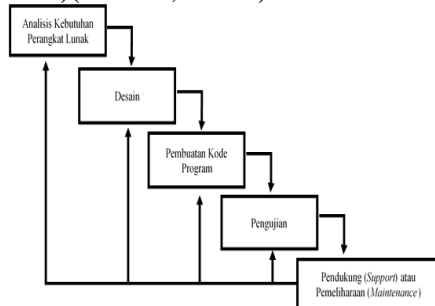 Analisis Kebutuhan
Perangkat Lunak
Desain
Pembuatan Kode
Program
Pengujian
Pendukung (Support) atau
Pemeliharaan (Maintenance)